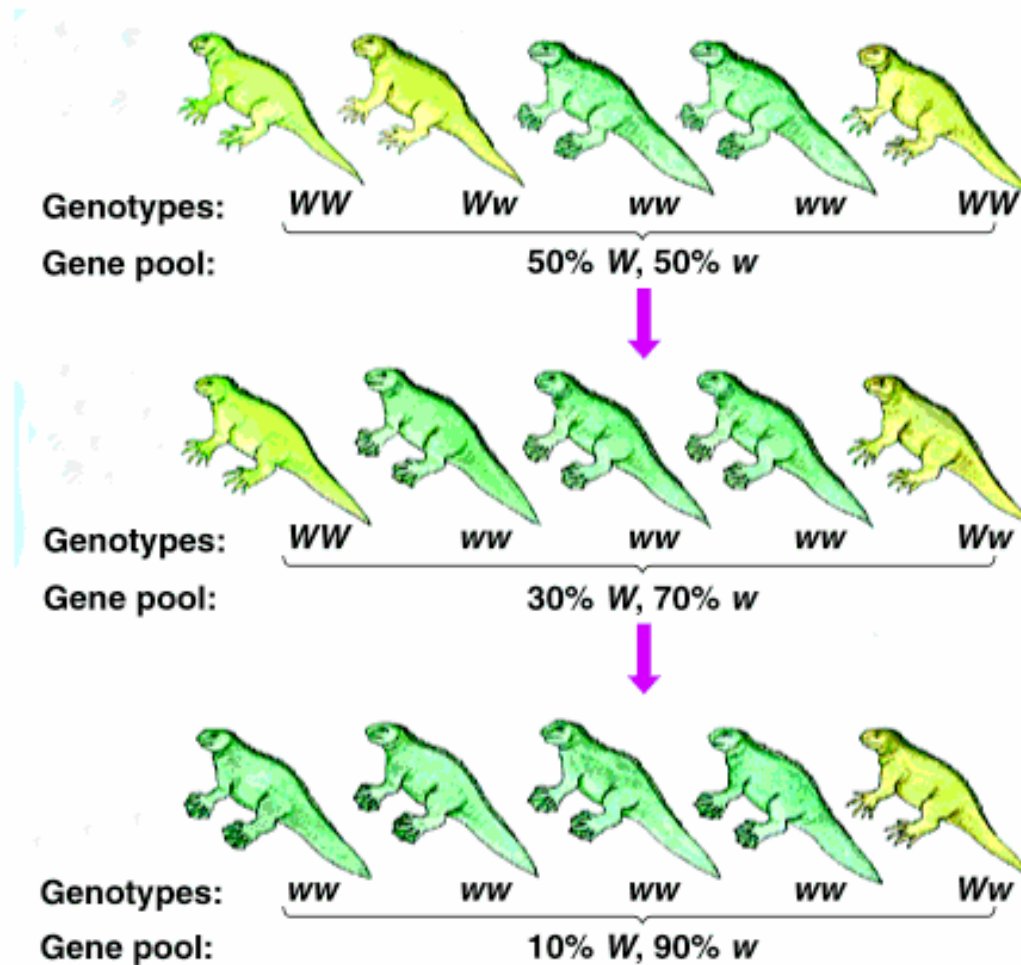 Genotypes: WW Ww ww ww WW
Gene pool: 50% W, 50% w
Genotypes: WW ww ww ww Ww
Gene pool: 30% W, 70% w
Genotypes: ww ww ww ww Ww
Gene pool: 10% W, 90% w